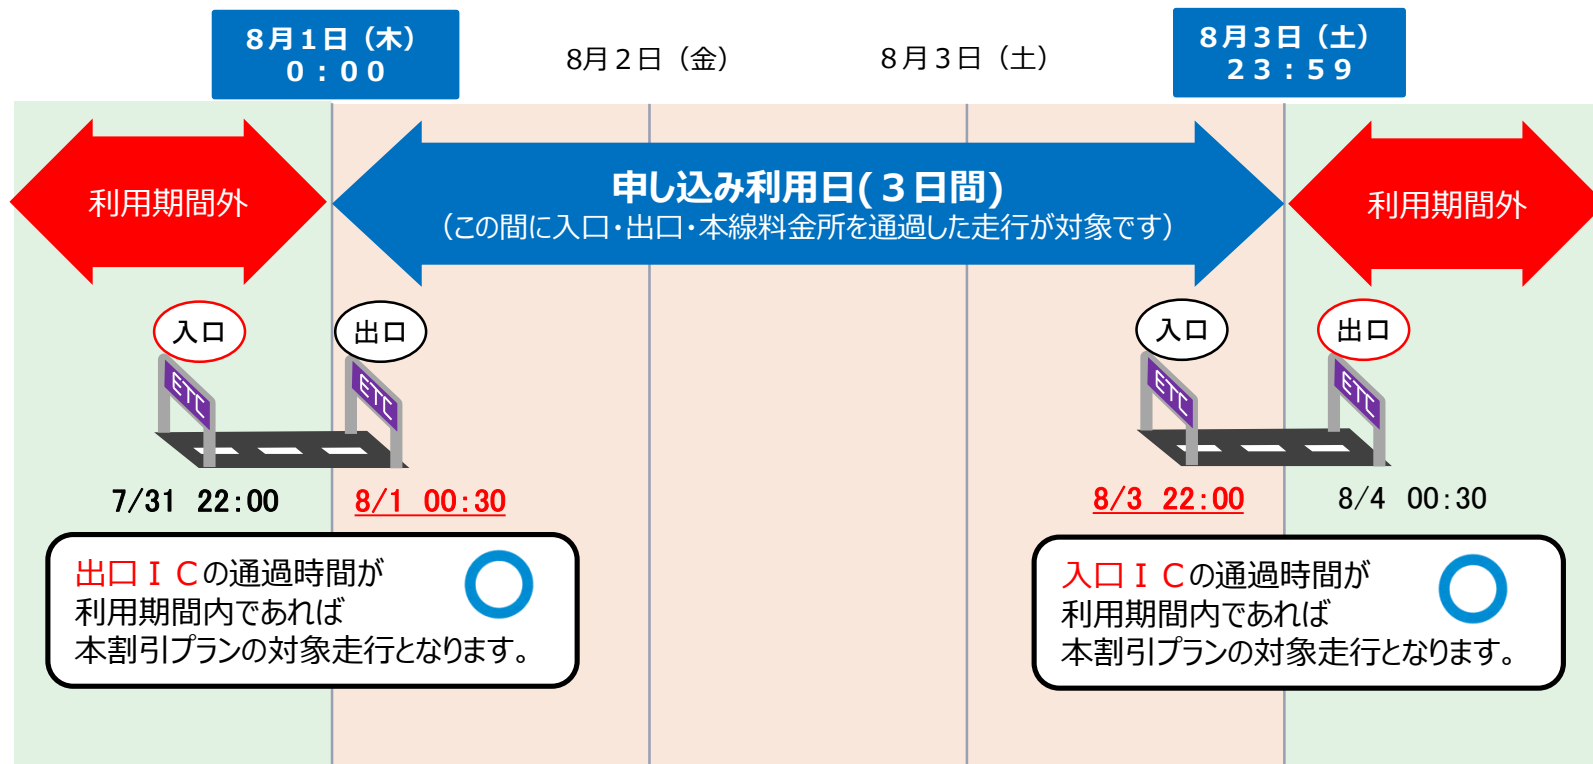 8月1日（木）
0：00
8月2日（金）
8月3日（土）
8月3日（土）
23：59
利用期間外
申し込み利用日(３日間)
（この間に入口・出口・本線料金所を通過した走行が対象です）
利用期間外
入口
出口
入口
出口
ETC
ETC
ETC
ETC
7/31 22:00
8/1 00:30
8/3 22:00
8/4 00:30
出口ＩＣの通過時間が
利用期間内であれば
本割引プランの対象走行となります。
入口ＩＣの通過時間が
利用期間内であれば
本割引プランの対象走行となります。